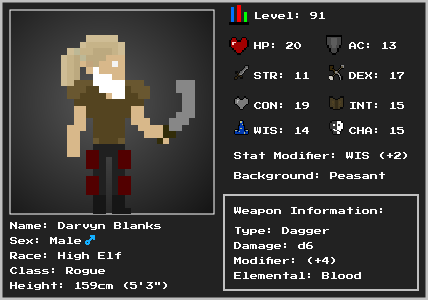 Level: 91
HP: 20 AC: 13
STR: 11 DEX: 17
CON: 19 INT: 15
WIS: 14 CHA: 15
Stat Modifier: WIS (+2)
Background: Peasant
Name: Darvyn Blanks
Sex: Male
Race: High Elf
Class: Rogue
Height: 159cm (5'3")
Weapon Information:
Type: Dagger
Damage: d6
Modifier: (+4)
Elemental: Blood